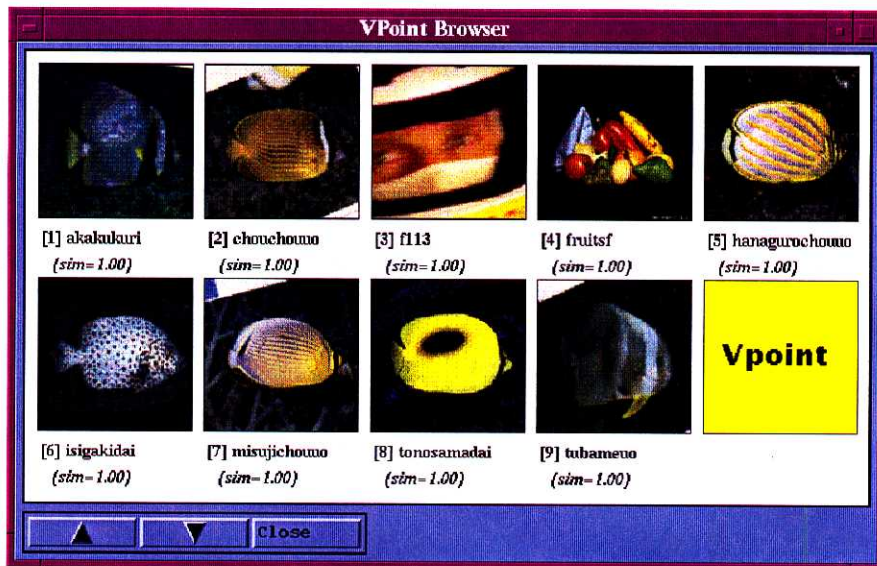 VPoint Browser
[1] akakukuri
{sim=1.00}
[2] chouchouuo
{sim=1.00}
[3] f113
{sim=1.00}
[4] fruitsf
{sim=1.00}
[5] hanagurochouuo
{sim=1.00}
Vpoint
[6] isigakidai
{sim=1.00}
[7] misujichouuo
{sim=1.00}
[8] tonosamadai
{sim=1.00}
[9] tubameuo
{sim=1.00}
Close